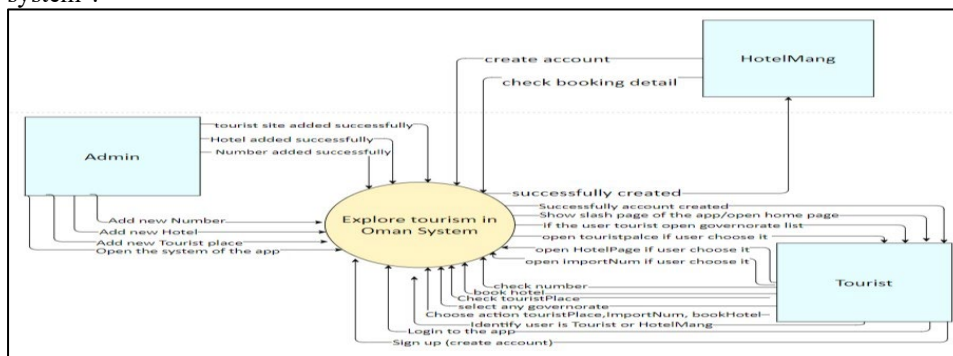 system".
create account
HotelMang
check booking detail
tourist site added successfully
Hotel added successfully
Admin
Number added successfully
successfully created
Successfully account created
Show slash page of the app/open home page
Add new Number
Explore tourism in
Oman System
if the user tourist open governorate list
Add new Hotel
open touristpalce if user choose it
Add new Tourist place
open HotelPage if user choose it
Open the system of the app
open ImportNum if user choose it
Tourist
check number
book hotel
Check touristPlace
select any governorate
Choose action touristPlace,ImportNum, bookHotel
Identify user is Tourist or HotelMang
Login to the app
Sign up (create account)